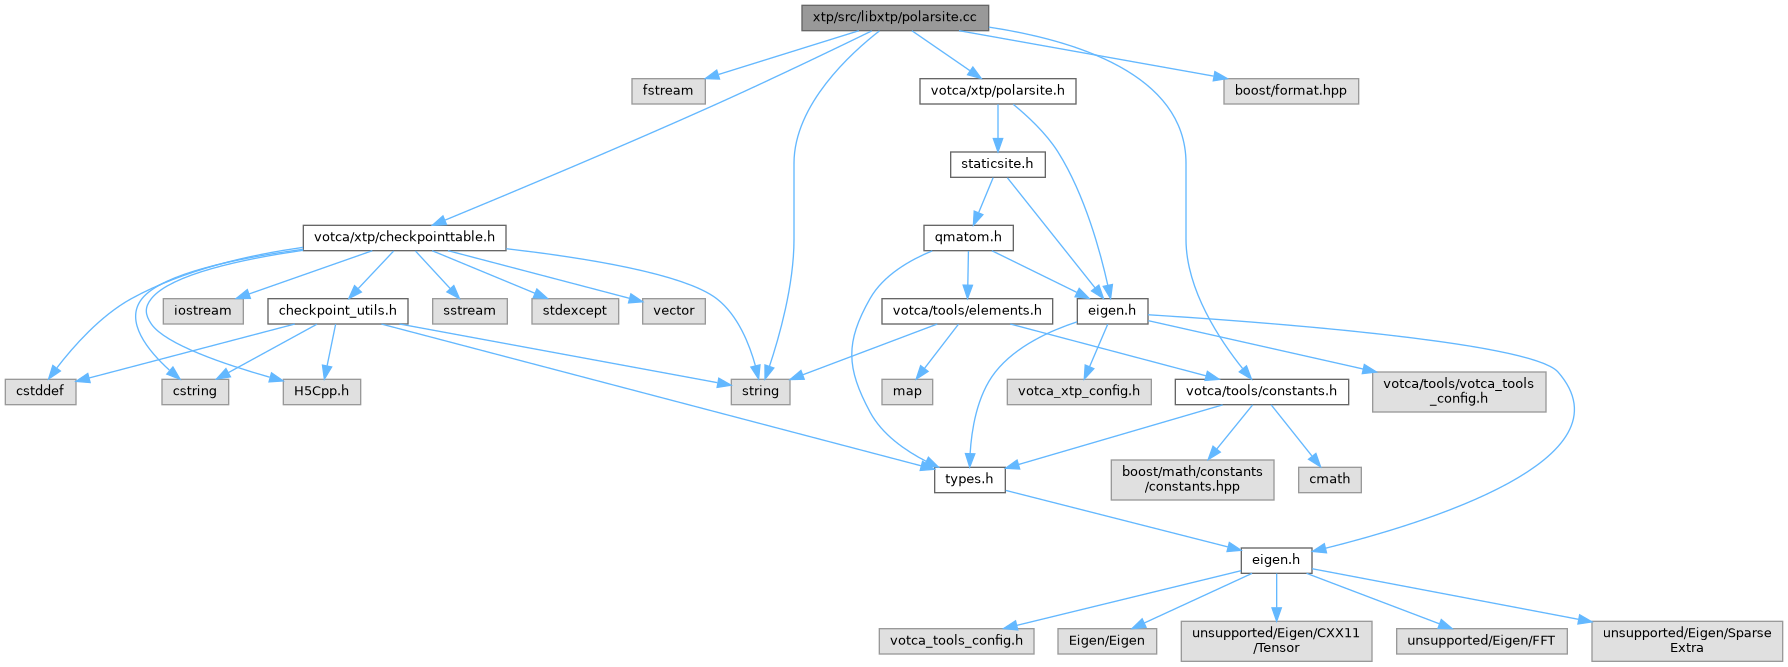 xtp/src/libxtp/polarsite.cc
fstream
votca/xtp/polarsite.h
boost/format.hpp
staticsite.h
votca/xtp/checkpointtable.h
qmatom.h
iostream
checkpoint_utils.h
sstream
stdexcept
vector
votca/tools/elements.h
eigen.h
cstddef
cstring
H5Cpp.h
string
map
votca_xtp_config.h
votca/tools/constants.h
votca/tools/votca_tools
_config.h
types.h
boost/math/constants
/constants.hpp
cmath
eigen.h
votca_tools_config.h
Eigen/Eigen
unsupported/Eigen/CXX11
/Tensor
unsupported/Eigen/FFT
unsupported/Eigen/Sparse
Extra